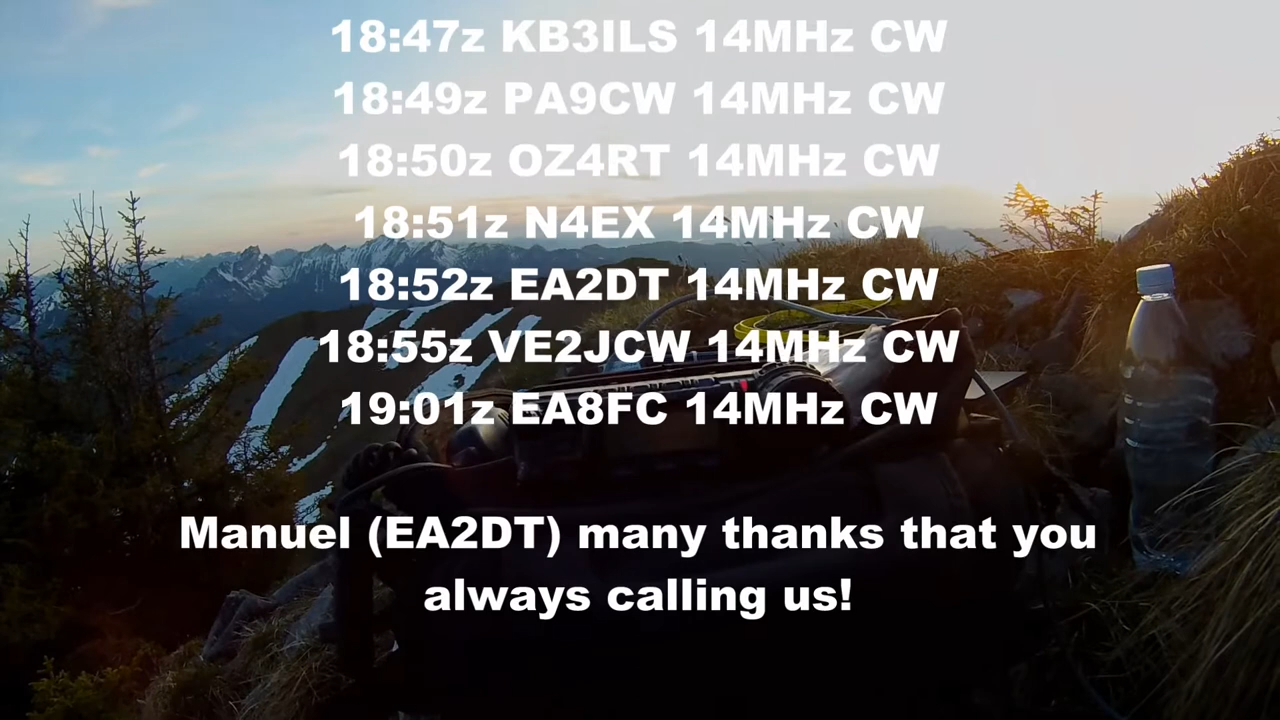 18:47z KB3ILS 14MHz CW
18:49z PA9CW 14MHz CW
18:50z OZ4RT 14MHz CW
18:51z N4EX 14MHz CW
18:52z EA2DT 14MHz CW
18:55z VE2JCW 14MHz CW
19:01z EA8FC 14MHz CW
Manuel (EA2DT) many thanks that you
always calling us!